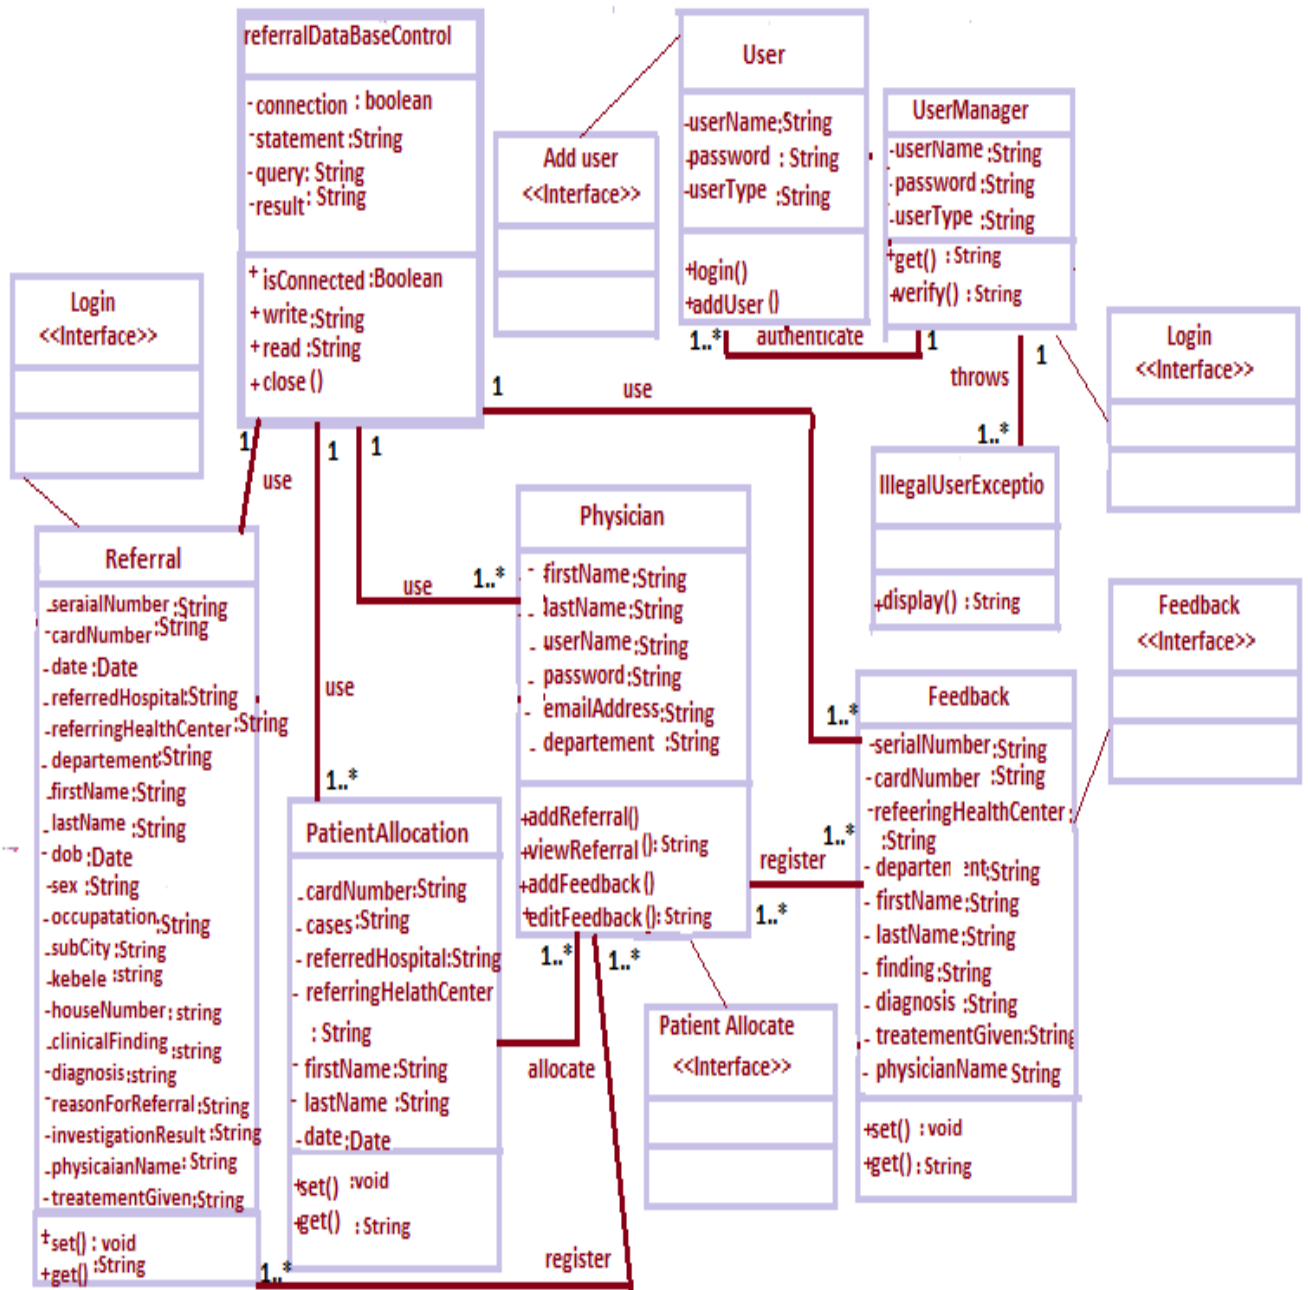 referralDataBaseControl
- connection : boolean
- statement :String
- query: String
- result : String
+ isConnected :Boolean
+ write :String
+ read :String
+ close ()
Add user
<<Interface>>
User
-userName:String
-password : String
-userType :String
+login()
+addUser ()
UserManager
-userName :String
-password :String
-userType :String
+get() : String
+verify() : String
1..*
authenticate
1
Login
<<Interface>>
Login
<<Interface>>
throws
1
1..*
1
use
1
use
1
1
IllegalUserExceptio
+display() : String
Physician
- firstName:String
- lastName:String
- userName:String
- password:String
- emailAddress:String
- departement :String
+addReferral()
+viewReferral (): String
+addFeedback ()
+editFeedback (): String
use
1..*
use
1..*
Referral
-seraialNumber :String
-cardNumber :String
- date :Date
-referredHospital:String
-referringHealthCenter :String
- departement:String
-firstName:String
-lastName :String
- dob :Date
-sex :String
-occupatation:String
-subCity :String
-kebele :string
-houseNumber: string
-clinicalFinding :string
-diagnosis:string
-reasonForReferral:String
-investigationResult :String
-physicaianName: String
-treatementGiven:String
+set() : void
+get() :String
PatientAllocation
-cardNumber:String
- cases:String
- referredHospital:String
- referringHelathCenter
: String
- firstName:String
- lastName :String
-date:Date
+set() :void
+get() : String
Feedback
<<Interface>>
Feedback
-serialNumber:String
-cardNumber :String
-refeeringHealthCenter :
:String
- departement:String
- firstName:String
- lastName:String
- finding:String
- diagnosis :String
- treatementGiven:String
- physicianName String
+set() : void
+get() : String
1..*
1..*
register
1..*
1..*
1..*
allocate
Patient Allocate
<<Interface>>
register
1..*